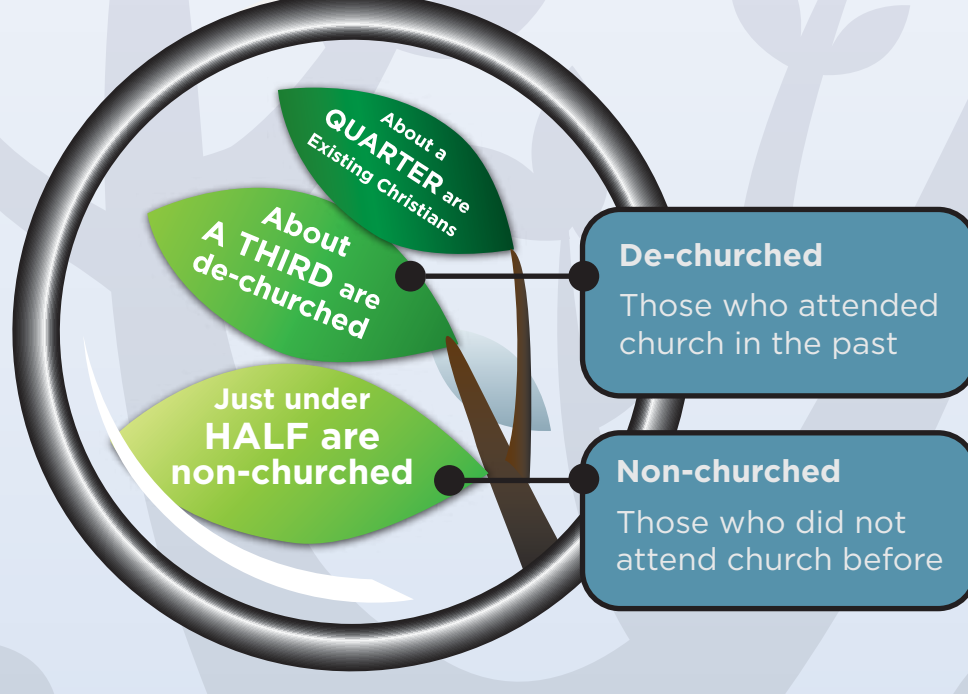 About a
QUARTER are
Existing Christians
About
A THIRD are
de-churched
De-churched
Those who attended
church in the past
Just under
HALF are
non-churched
Non-churched
Those who did not
attend church before